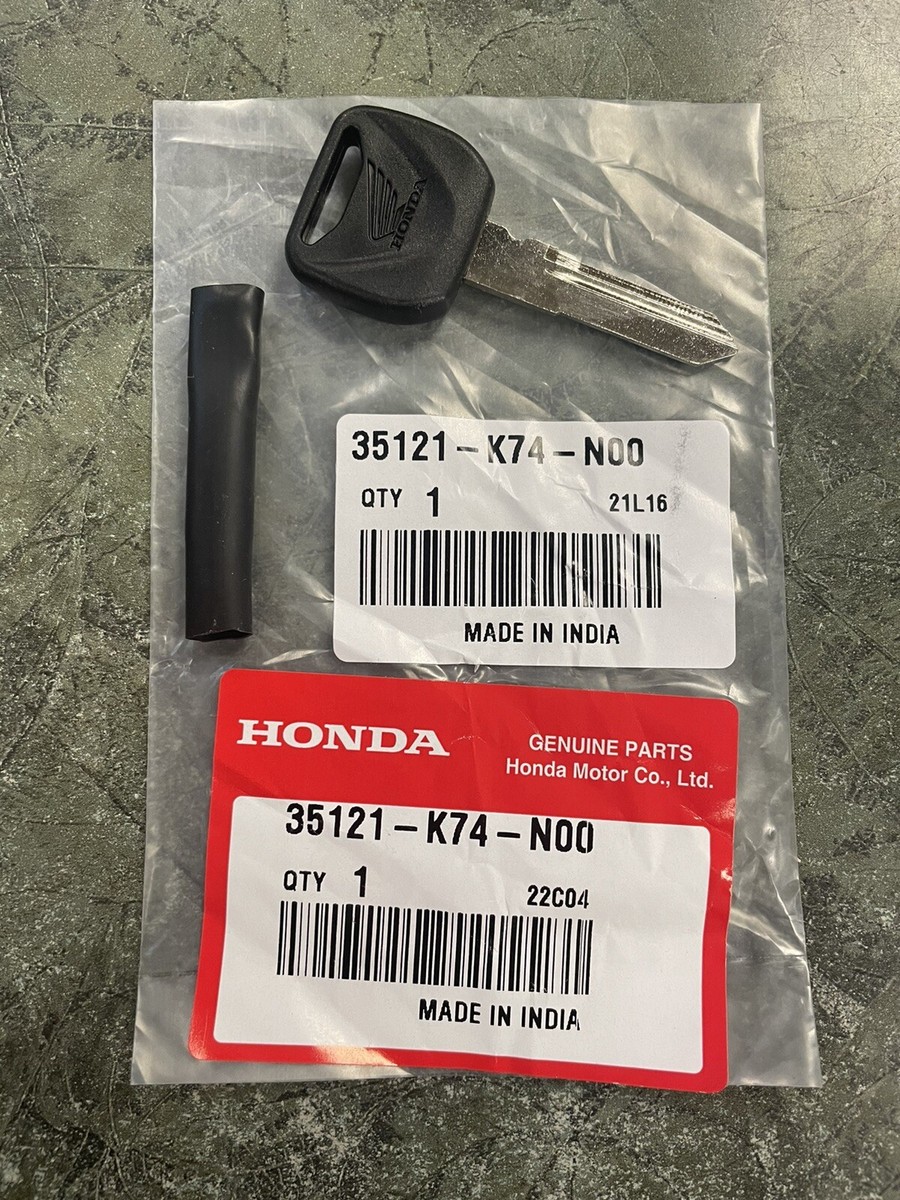 HONDA
35121-K74-N00
QTY 1 21L16
MADE IN INDIA
HONDA
GENUINE PARTS
Honda Motor Co., Ltd.
35121-K74-N00
QTY 1 22C04
MADE IN INDIA